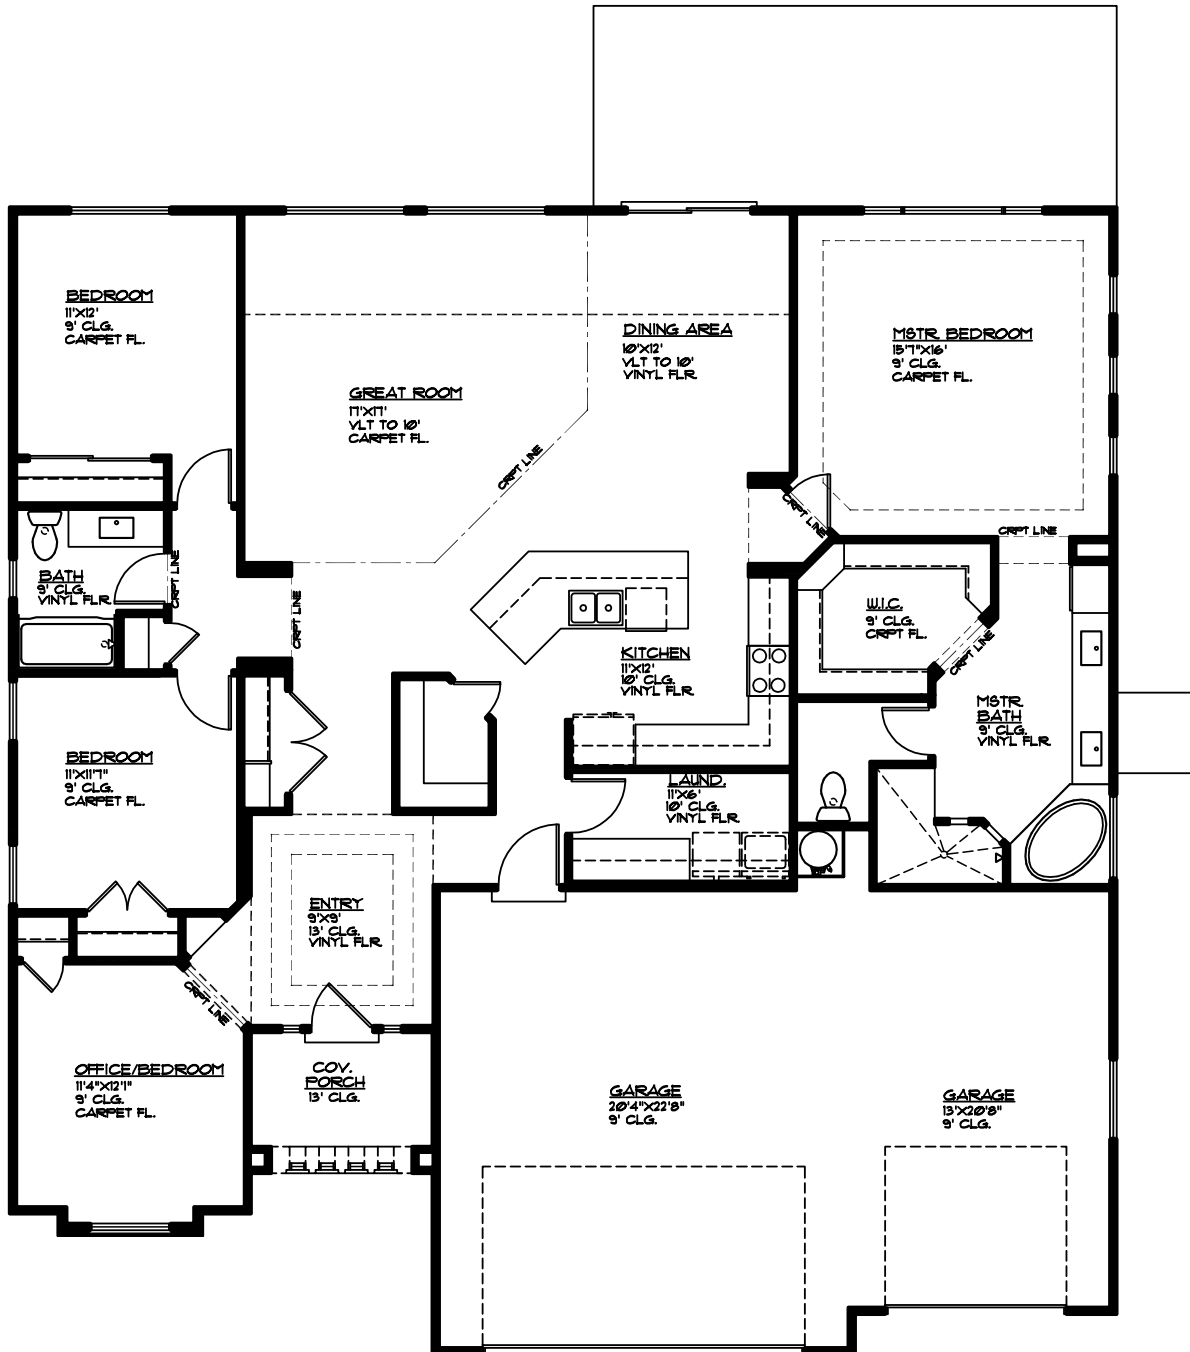 BEDROOM
11'X12'
9' CLG.
CARPET FL.
GREAT ROOM
17'X17'
VLT TO 10'
CARPET FL.
DINING AREA
10'X12'
VLT TO 10'
VINYL FLR.
MSTR. BEDROOM
15'7"X16'
9' CLG.
CARPET FL.
CRPT LINE
CRPT LINE
CRPT LINE
BATH
9' CLG.
VINYL FLR.
CRPT LINE
CRPT LINE
KITCHEN
11'X12'
10' CLG.
VINYL FLR.
W.I.C.
9' CLG.
CRPT FL.
CRPT LINE
MSTR.
BATH
9' CLG.
VINYL FLR.
BEDROOM
11'X11'7"
9' CLG.
CARPET FL.
LAUND.
11'X6'
10' CLG.
VINYL FLR.
ENTRY
9'X9'
13' CLG.
VINYL FLR.
CRPT LINE
OFFICE/BEDROOM
11'4"X12'1"
9' CLG.
CARPET FL.
COV.
PORCH
13' CLG.
GARAGE
20'4"X22'8"
9' CLG.
GARAGE
13'X20'8"
9' CLG.